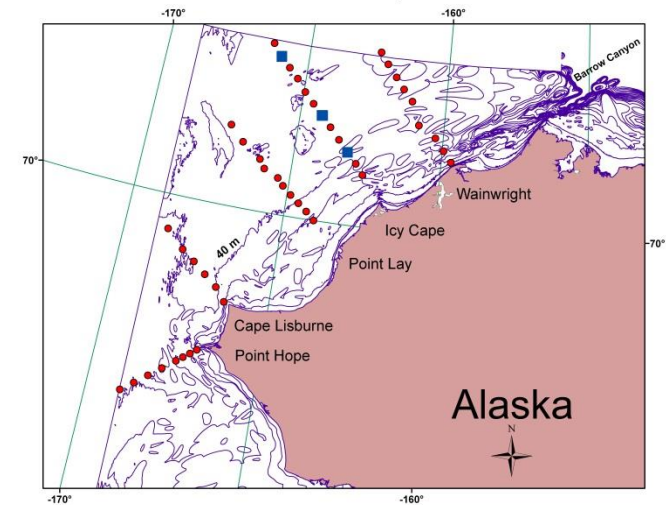 -170°
-160°
Barrow Canyon
70°
Wainwright
Icy Cape
40 m
70°
Point Lay
Cape Lisburne
Point Hope
Alaska
N
-170°
-160°